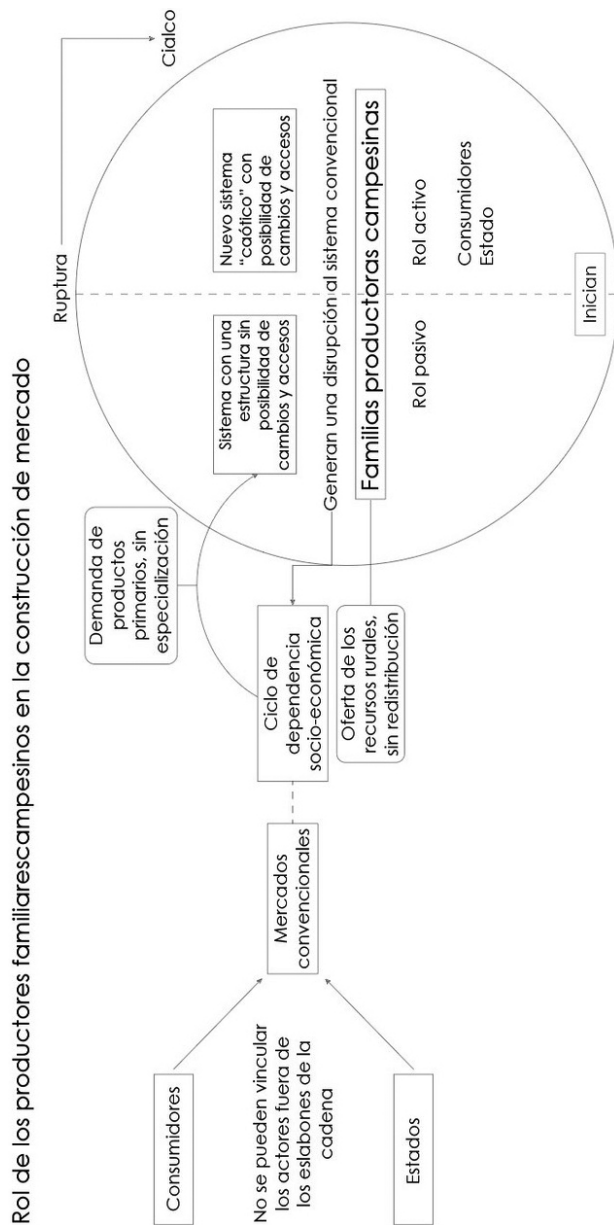 Rol de los productores familiarescampesinos en la construcción de mercado
Consumidores
No se pueden vincular
los actores fuera de
los eslabones de la
cadena
Estados
Mercados
convencionales
Demanda de
productos
primarios, sin
especialización
Ciclo de
dependencia
socio-económica
Oferta de los
recursos rurales,
sin redistribución
Ruptura
Cialco
Sistema con una
estructura sin
posibilidad de
cambios y accesos
Nuevo sistema
“caótico” con
posibilidad de
cambios y accesos
Generan una disrupción al sistema convencional
Familias productoras campesinas
Rol pasivo
Rol activo
Consumidores
Estado
Inician